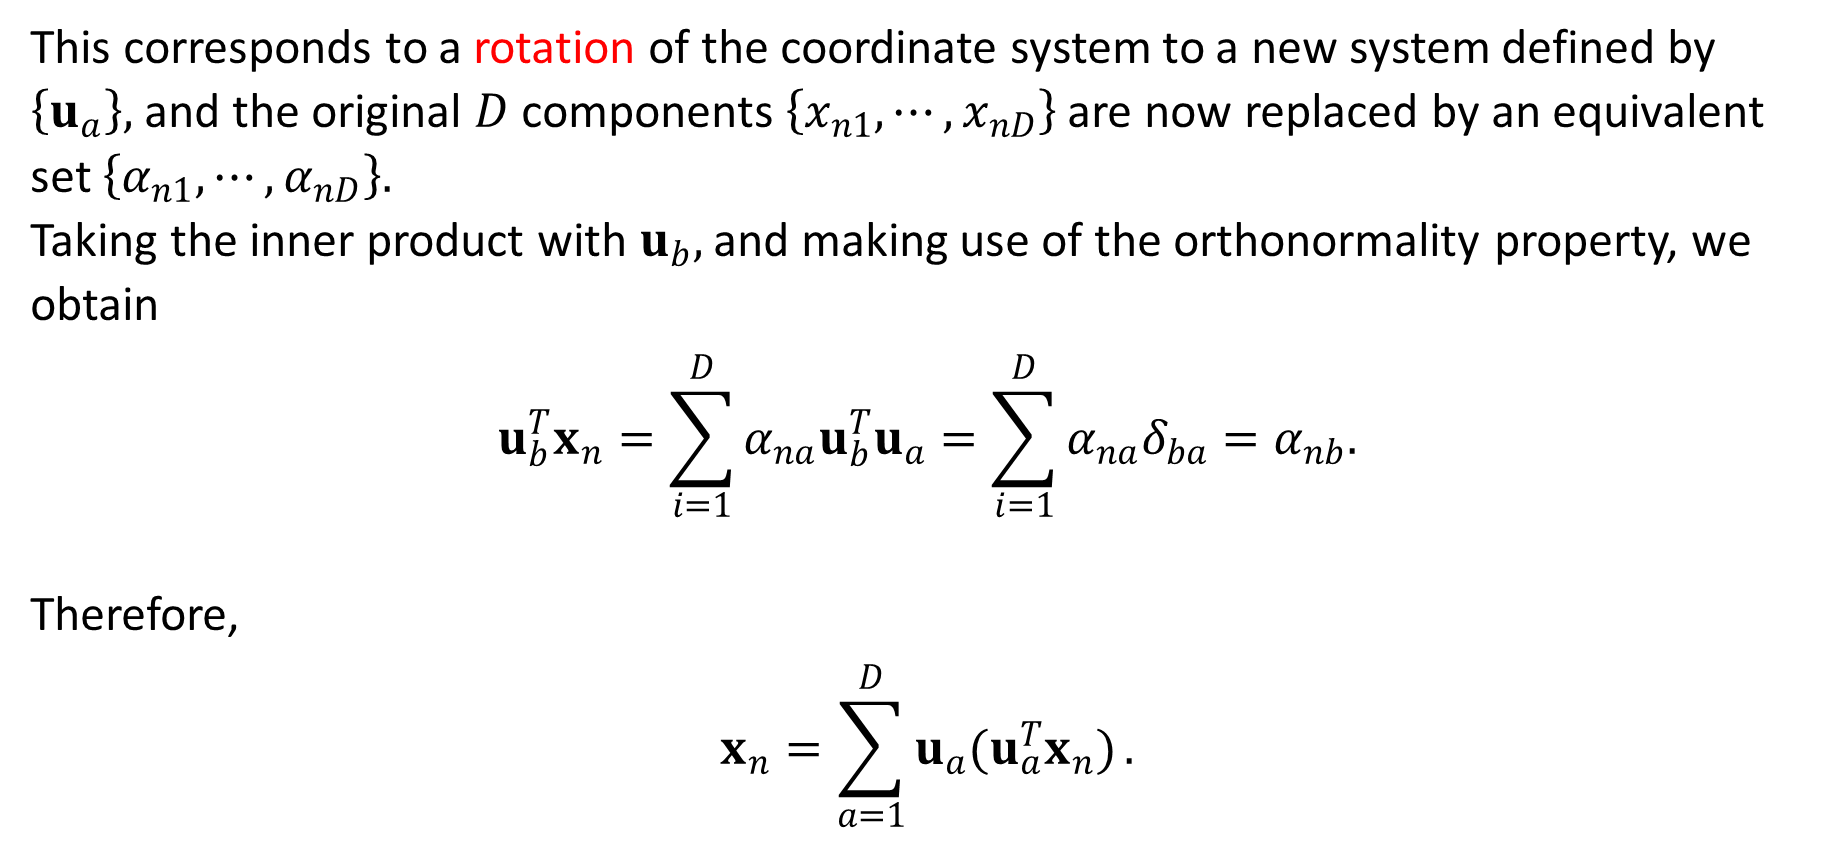 This corresponds to a rotation of the coordinate system to a new system defined by
{𝐮ₐ}, and the original D components {xₙ₁, ⋯ , x_{nD}} are now replaced by an equivalent
set {α_{n1}, ⋯ , α_{nD}}.
Taking the inner product with 𝐮_b, and making use of the orthonormality property, we
obtain
𝐮_b^T 𝐱_n = ∑_{i=1}^{D} α_{na} 𝐮_b^T 𝐮_a = ∑_{i=1}^{D} α_{na} δ_{ba} = α_{nb}.
Therefore,
𝐱_n = ∑_{a=1}^{D} 𝐮_a(𝐮_a^T 𝐱_n) .